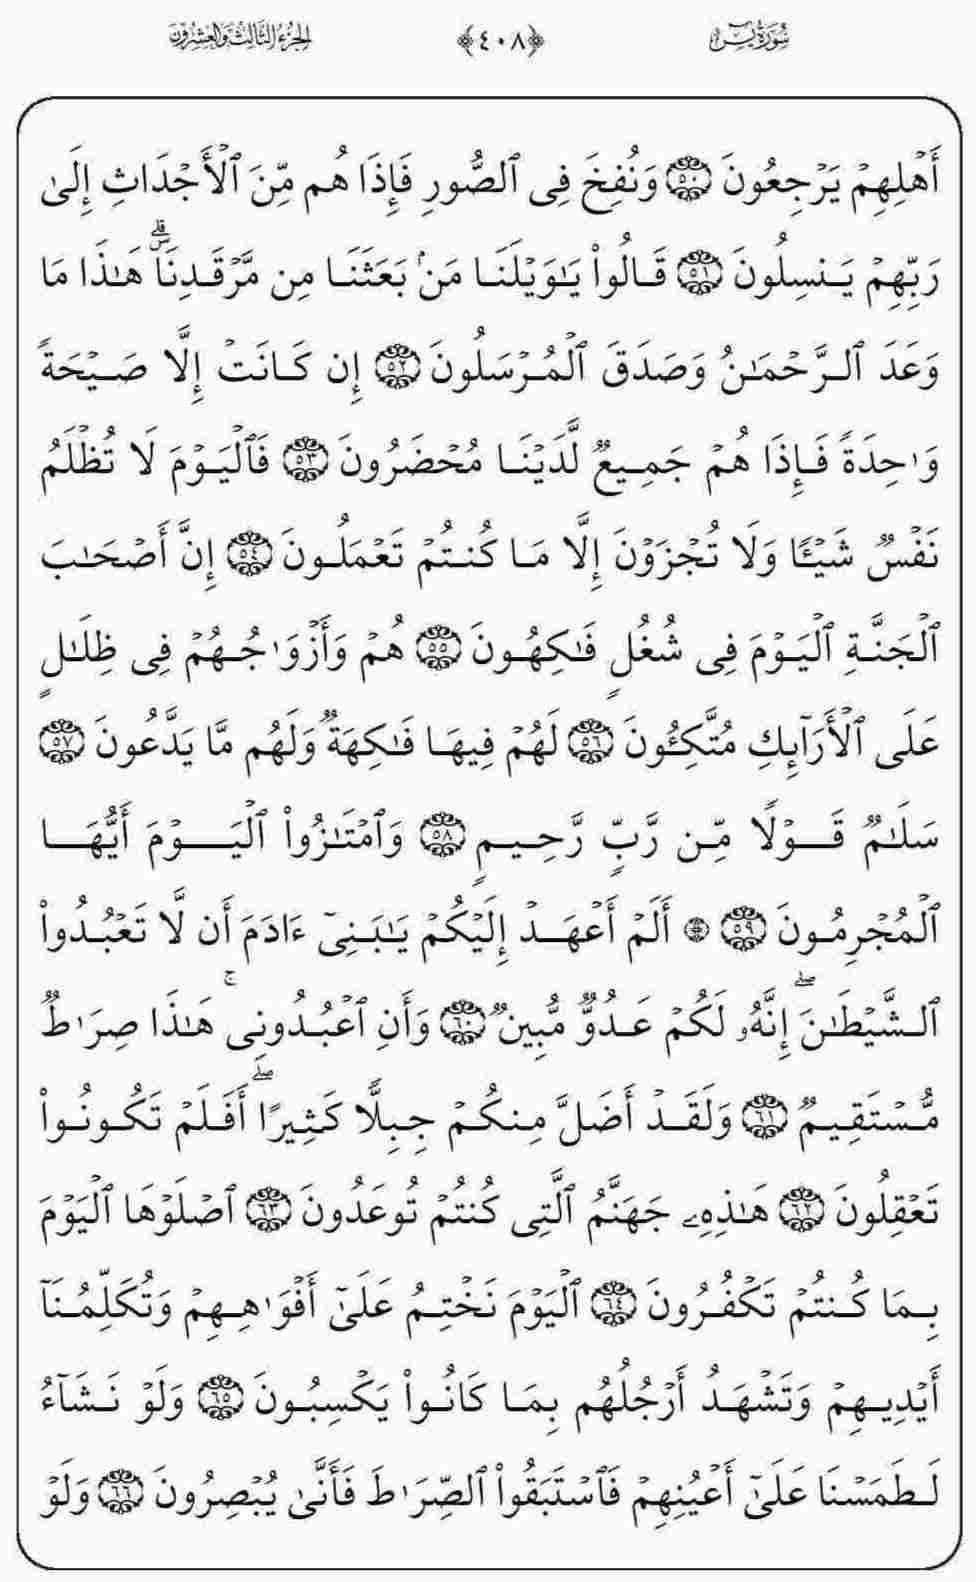 سُورَةُ يسٓ ﴿٤٠٨﴾ الجُزْءُ الثَّالِثُ وَالعِشْرُونَ
أَهْلِهِمْ يَرْجِعُونَ ۝٥٠ وَنُفِخَ فِى ٱلصُّورِ فَإِذَا هُم مِّنَ ٱلْأَجْدَاثِ إِلَىٰ
رَبِّهِمْ يَنسِلُونَ ۝٥١ قَالُوا۟ يَـٰوَيْلَنَا مَنۢ بَعَثَنَا مِن مَّرْقَدِنَا ۜ ۗ هَـٰذَا مَا
وَعَدَ ٱلرَّحْمَـٰنُ وَصَدَقَ ٱلْمُرْسَلُونَ ۝٥٢ إِن كَانَتْ إِلَّا صَيْحَةً
وَٰحِدَةً فَإِذَا هُمْ جَمِيعٌ لَّدَيْنَا مُحْضَرُونَ ۝٥٣ فَٱلْيَوْمَ لَا تُظْلَمُ
نَفْسٌ شَيْـًٔا وَلَا تُجْزَوْنَ إِلَّا مَا كُنتُمْ تَعْمَلُونَ ۝٥٤ إِنَّ أَصْحَـٰبَ
ٱلْجَنَّةِ ٱلْيَوْمَ فِى شُغُلٍ فَـٰكِهُونَ ۝٥٥ هُمْ وَأَزْوَٰجُهُمْ فِى ظِلَـٰلٍ
عَلَى ٱلْأَرَآئِكِ مُتَّكِـُٔونَ ۝٥٦ لَهُمْ فِيهَا فَـٰكِهَةٌ وَلَهُم مَّا يَدَّعُونَ ۝٥٧
سَلَـٰمٌ قَوْلًا مِّن رَّبٍّ رَّحِيمٍ ۝٥٨ وَٱمْتَـٰزُوا۟ ٱلْيَوْمَ أَيُّهَا
ٱلْمُجْرِمُونَ ۝٥٩ ۞ أَلَمْ أَعْهَدْ إِلَيْكُمْ يَـٰبَنِىٓ ءَادَمَ أَن لَّا تَعْبُدُوا۟
ٱلشَّيْطَـٰنَ ۖ إِنَّهُۥ لَكُمْ عَدُوٌّ مُّبِينٌ ۝٦٠ وَأَنِ ٱعْبُدُونِى ۚ هَـٰذَا صِرَٰطٌ
مُّسْتَقِيمٌ ۝٦١ وَلَقَدْ أَضَلَّ مِنكُمْ جِبِلًّا كَثِيرًا ۖ أَفَلَمْ تَكُونُوا۟
تَعْقِلُونَ ۝٦٢ هَـٰذِهِۦ جَهَنَّمُ ٱلَّتِى كُنتُمْ تُوعَدُونَ ۝٦٣ ٱصْلَوْهَا ٱلْيَوْمَ
بِمَا كُنتُمْ تَكْفُرُونَ ۝٦٤ ٱلْيَوْمَ نَخْتِمُ عَلَىٰٓ أَفْوَٰهِهِمْ وَتُكَلِّمُنَآ
أَيْدِيهِمْ وَتَشْهَدُ أَرْجُلُهُم بِمَا كَانُوا۟ يَكْسِبُونَ ۝٦٥ وَلَوْ نَشَآءُ
لَطَمَسْنَا عَلَىٰٓ أَعْيُنِهِمْ فَٱسْتَبَقُوا۟ ٱلصِّرَٰطَ فَأَنَّىٰ يُبْصِرُونَ ۝٦٦ وَلَوْ